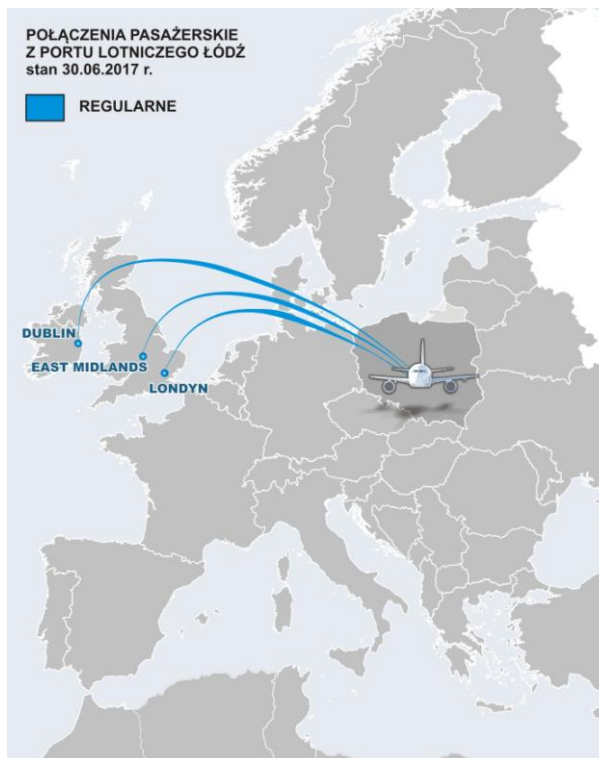 POŁĄCZENIA PASAŻERSKIE
Z PORTU LOTNICZEGO ŁÓDŹ
stan 30.06.2017 r.
REGULARNE
DUBLIN
EAST MIDLANDS
LONDYN